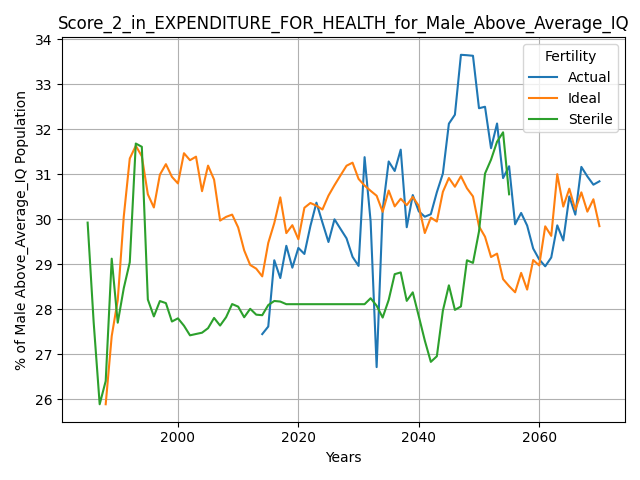 Score_2_in_EXPENDITURE_FOR_HEALTH_for_Male_Above_Average_IQ
% of Male Above_Average_IQ Population
34
33
32
31
30
29
28
27
26
Fertility
Actual
Ideal
Sterile
2000
2020
2040
2060
Years